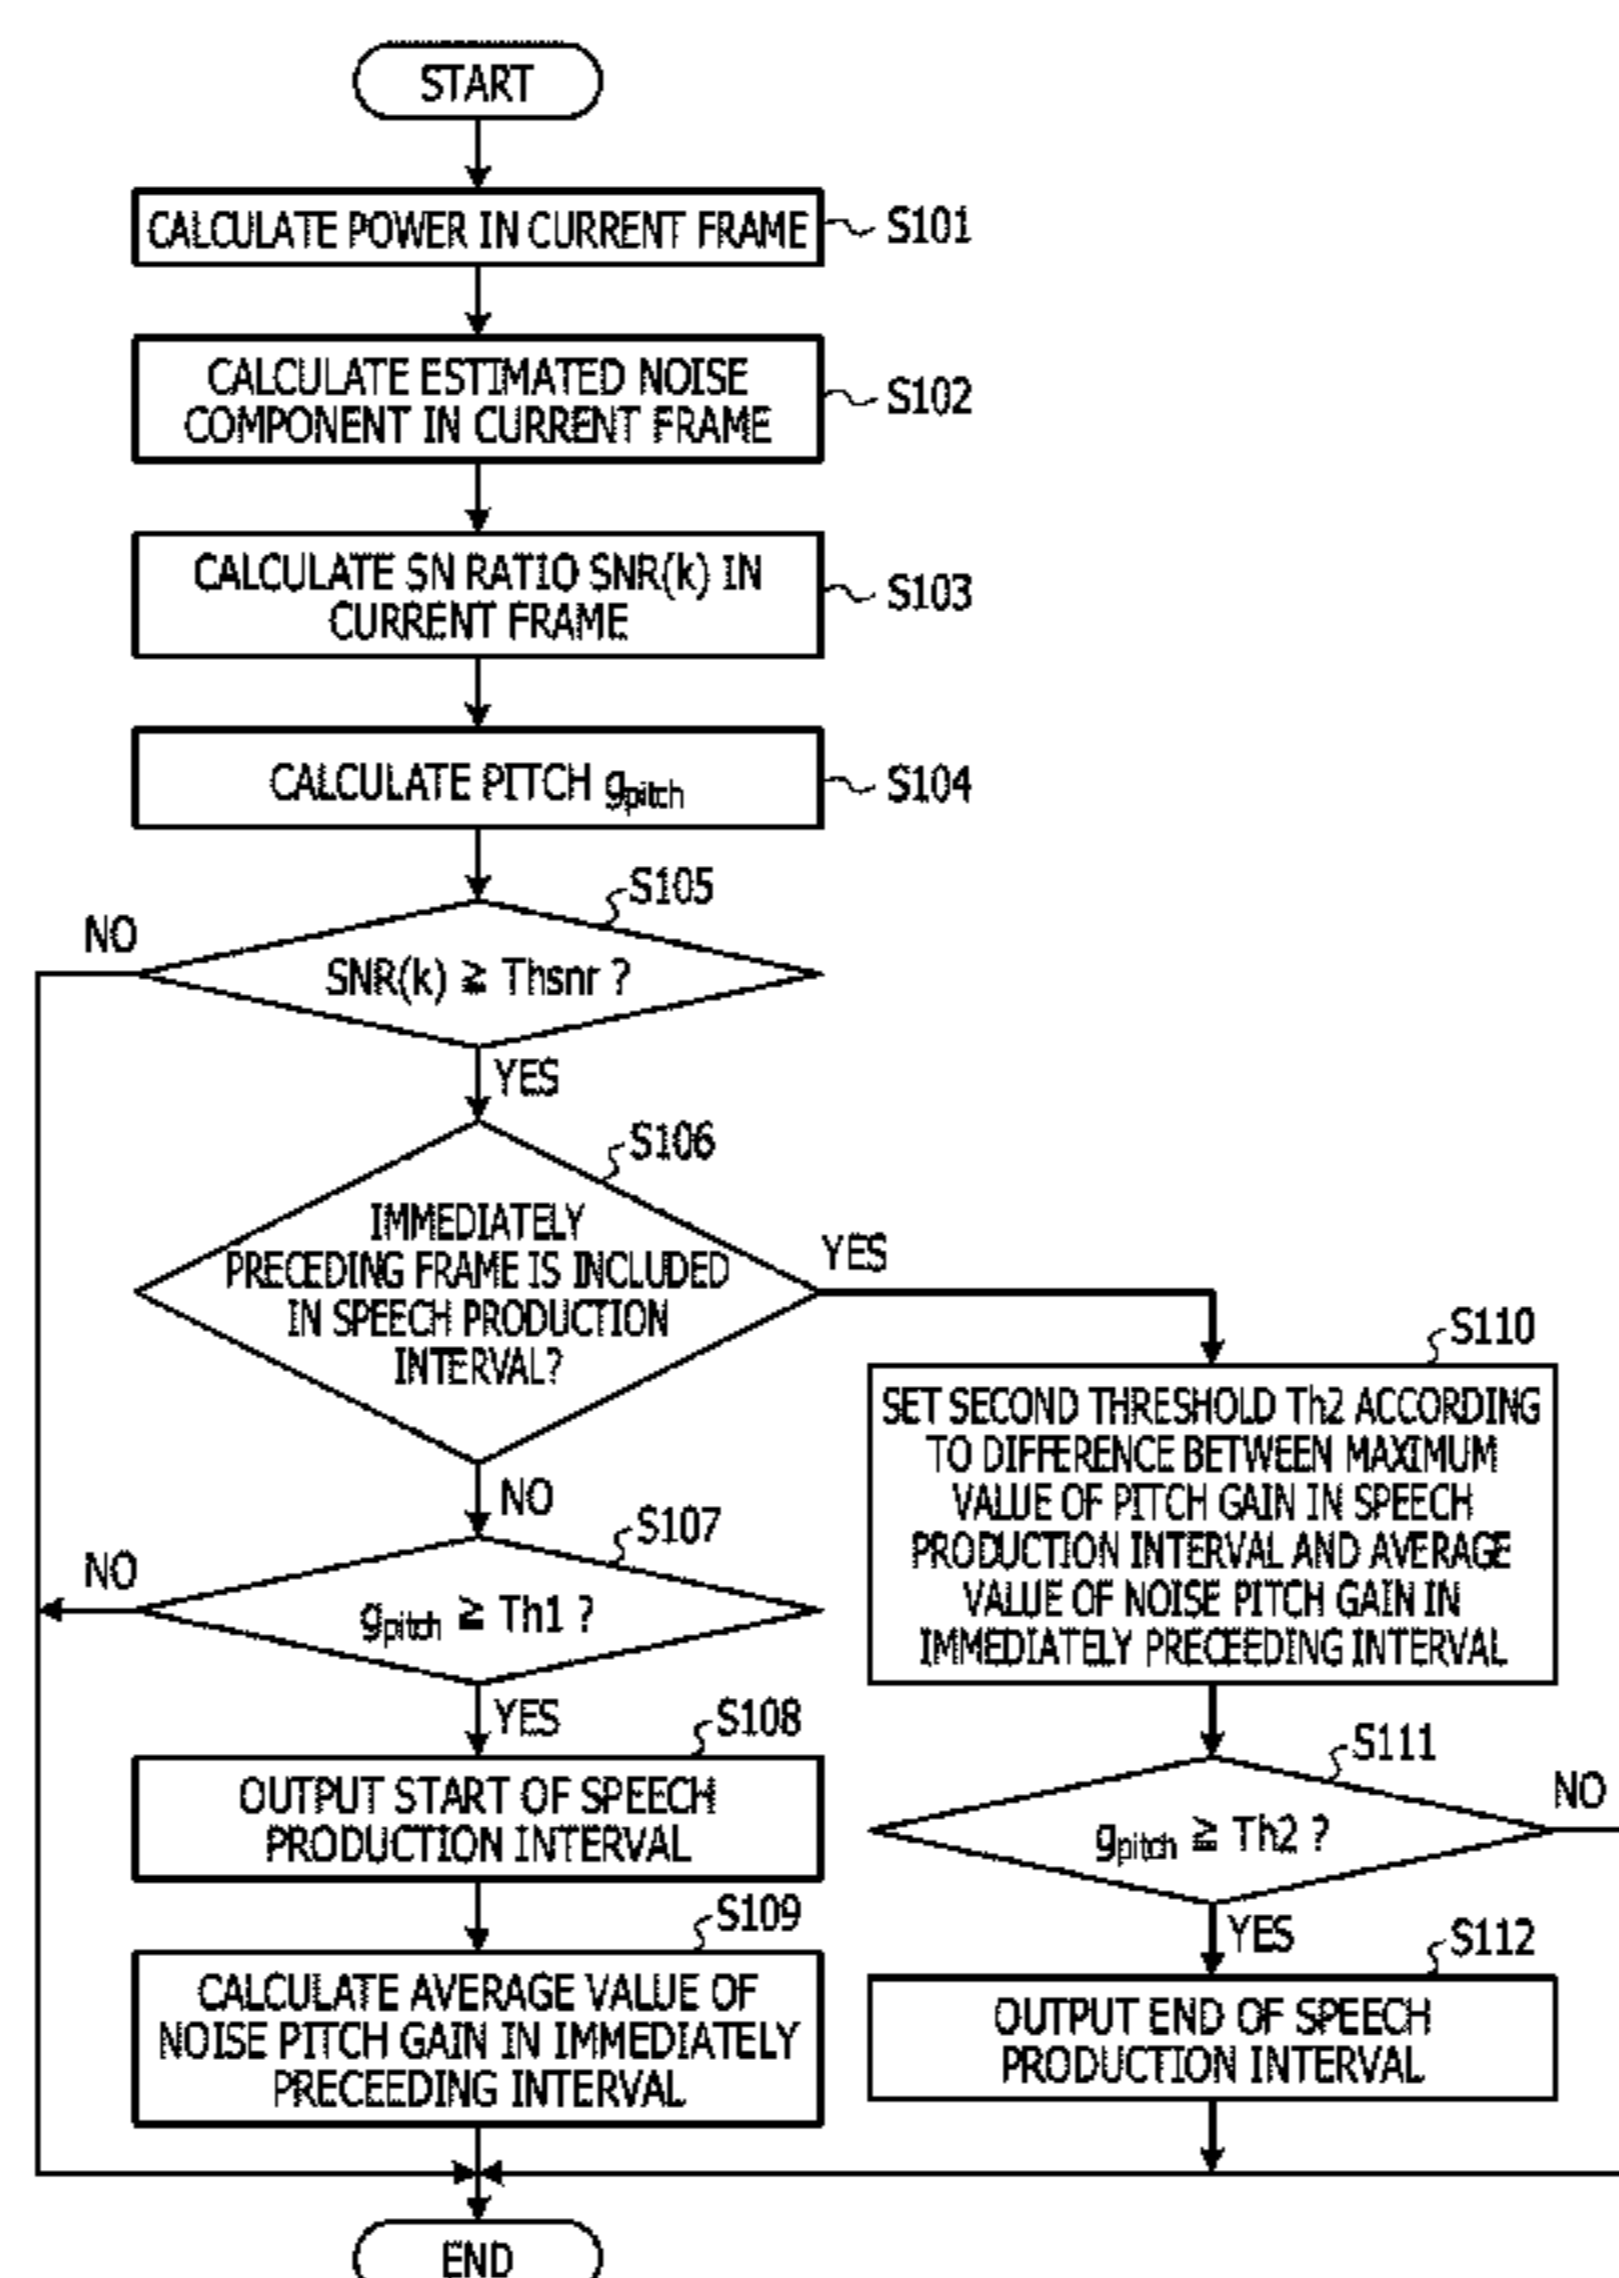 START
CALCULATE POWER IN CURRENT FRAME
S101
CALCULATE ESTIMATED NOISE
COMPONENT IN CURRENT FRAME
S102
CALCULATE SN RATIO SNR(k) IN
CURRENT FRAME
S103
CALCULATE PITCH gpitch
S104
S105
NO
SNR(k) ≧ Thsnr ?
YES
S106
IMMEDIATELY
PRECEDING FRAME IS INCLUDED
IN SPEECH PRODUCTION
INTERVAL?
YES
NO
S107
NO
gpitch ≧ Th1 ?
YES
S108
OUTPUT START OF SPEECH
PRODUCTION INTERVAL
S109
CALCULATE AVERAGE VALUE OF
NOISE PITCH GAIN IN IMMEDIATELY
PRECEEDING INTERVAL
S110
SET SECOND THRESHOLD Th2 ACCORDING
TO DIFFERENCE BETWEEN MAXIMUM
VALUE OF PITCH GAIN IN SPEECH
PRODUCTION INTERVAL AND AVERAGE
VALUE OF NOISE PITCH GAIN IN
IMMEDIATELY PRECEEDING INTERVAL
S111
NO
gpitch ≧ Th2 ?
YES
S112
OUTPUT END OF SPEECH
PRODUCTION INTERVAL
END